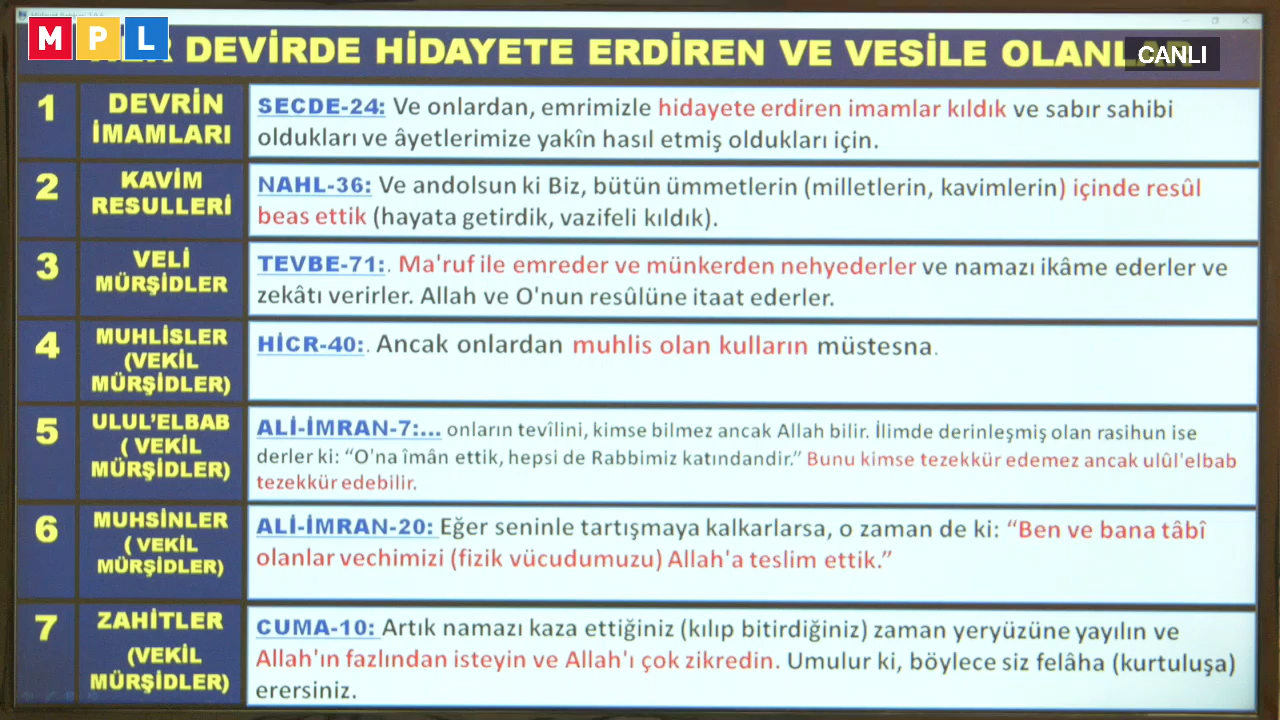 MPL
DEVİRDE HİDAYETE ERDİREN VE VESİLE OLANLAR
CANLI
1
DEVRİN
İMAMLARI
SECDE-24: Ve onlardan, emrimizle hidayete erdiren imamlar kıldık ve sabır sahibi
oldukları ve âyetlerimize yakîn hasıl etmiş oldukları için.
2
KAVİM
RESULLERİ
NAHL-36: Ve andolsun ki Biz, bütün ümmetlerin (milletlerin, kavimlerin) içinde resûl
beas ettik (hayata getirdik, vazifeli kıldık).
3
VELİ
MÜRŞİDLER
TEVBE-71:. Ma'ruf ile emreder ve münkerden nehyederler ve namazı ikâme ederler ve
zekâtı verirler. Allah ve O'nun resûlüne itaat ederler.
4
MUHLİSLER
(VEKİL
MÜRŞİDLER)
HİCR-40:. Ancak onlardan muhlis olan kulların müstesna.
5
ULUL’ELBAB
( VEKİL
MÜRŞİDLER)
ALİ-İMRAN-7:... onların tevîlini, kimse bilmez ancak Allah bilir. İlimde derinleşmiş olan rasihun ise
derler ki: “O'na îmân ettik, hepsi de Rabbimiz katındandir.” Bunu kimse tezekkür edemez ancak ulûl'elbab
tezekkür edebilir.
6
MUHSİNLER
( VEKİL
MÜRŞİDLER)
ALİ-İMRAN-20: Eğer seninle tartışmaya kalkarlarsa, o zaman de ki: “Ben ve bana tâbî
olanlar vechimizi (fizik vücudumuzu) Allah'a teslim ettik.”
7
ZAHİTLER
(VEKİL
MÜRŞİDLER)
CUMA-10: Artık namazı kaza ettiğiniz (kılıp bitirdiğiniz) zaman yeryüzüne yayılın ve
Allah'ın fazlından isteyin ve Allah'ı çok zikredin. Umulur ki, böylece siz felâha (kurtuluşa)
erersiniz.